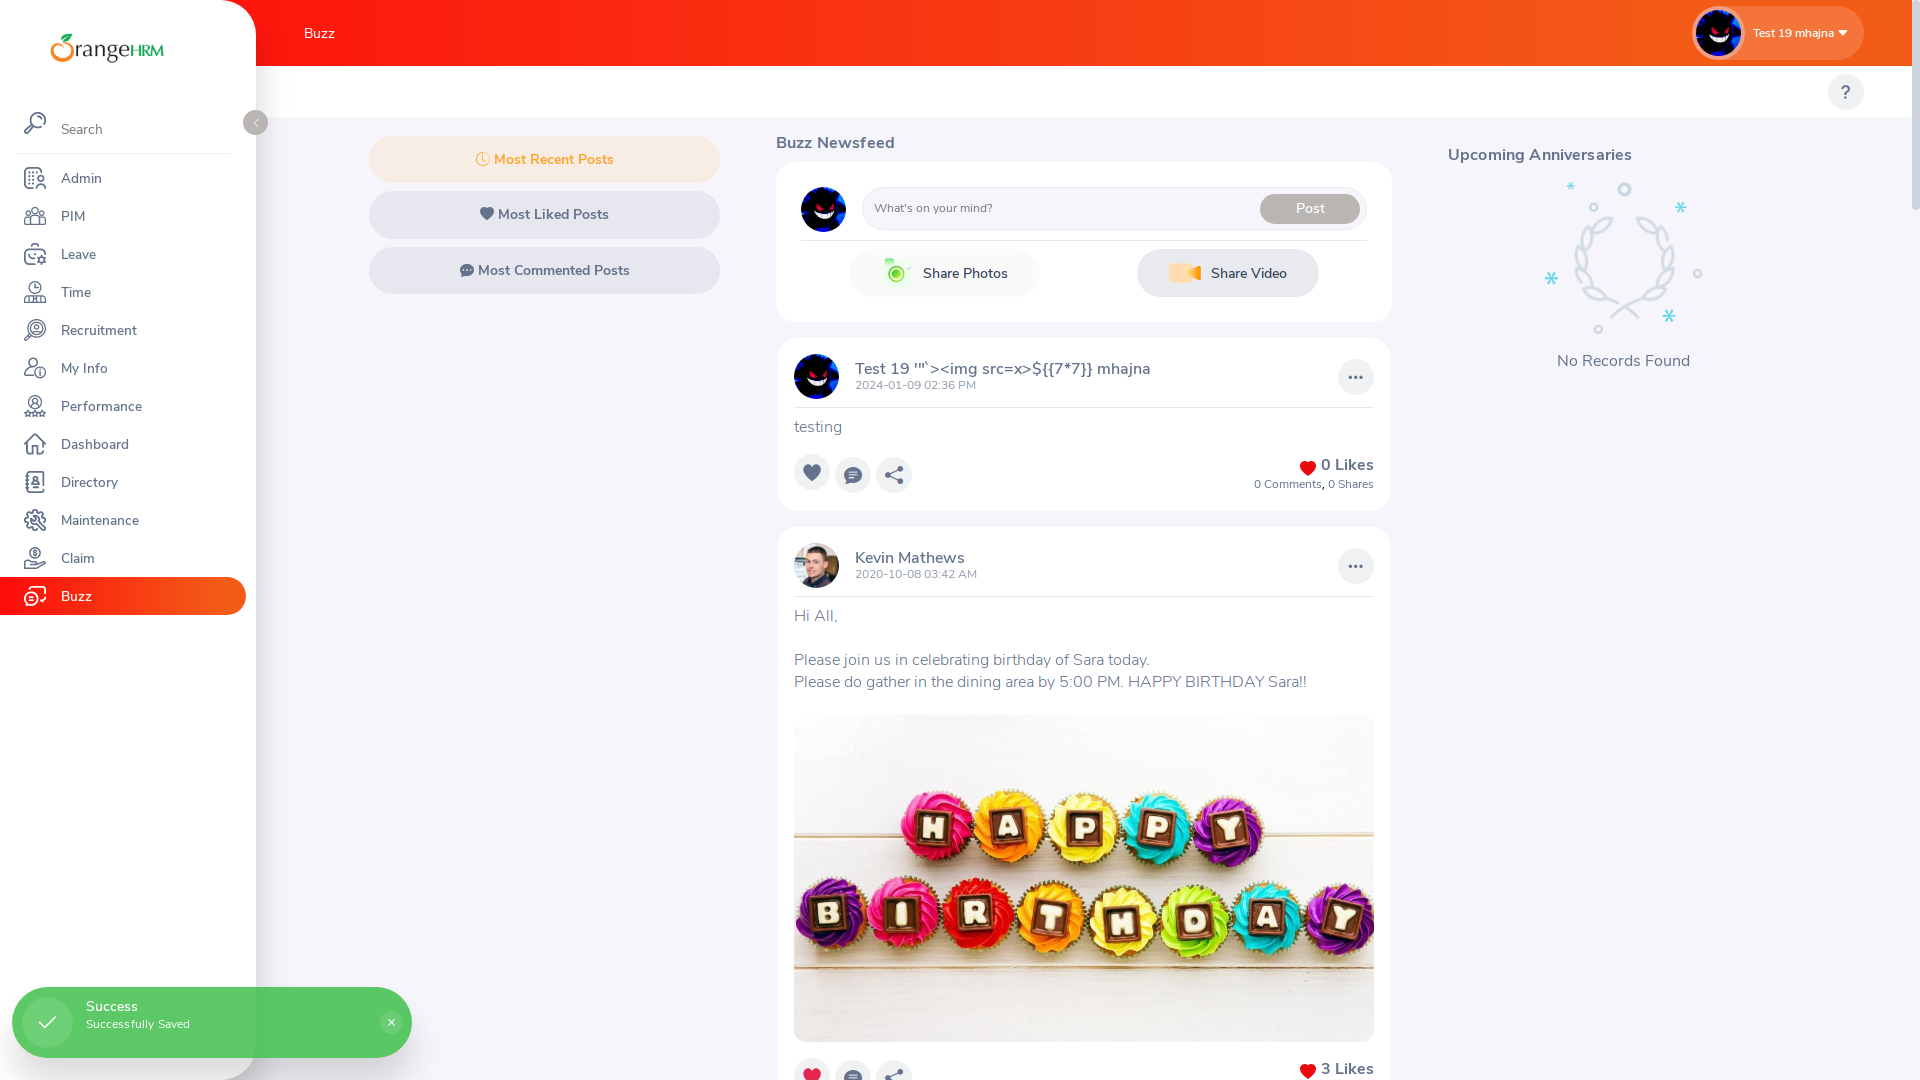 OrangeHRM
Search
Admin
PIM
Leave
Time
Recruitment
My Info
Performance
Dashboard
Directory
Maintenance
Claim
Buzz
Buzz
Test 19 mhajna
?
Most Recent Posts
Most Liked Posts
Most Commented Posts
Buzz Newsfeed
What's on your mind?
Post
Share Photos
Share Video
Test 19 '"`><img src=x>${{7*7}} mhajna
2024-01-09 02:36 PM
testing
0 Likes
0 Comments, 0 Shares
Kevin Mathews
2020-10-08 03:42 AM
Hi All,
Please join us in celebrating birthday of Sara today.
Please do gather in the dining area by 5:00 PM. HAPPY BIRTHDAY Sara!!
HAPPY
BIRTHDAY
3 Likes
Upcoming Anniversaries
No Records Found
Success
Successfully Saved